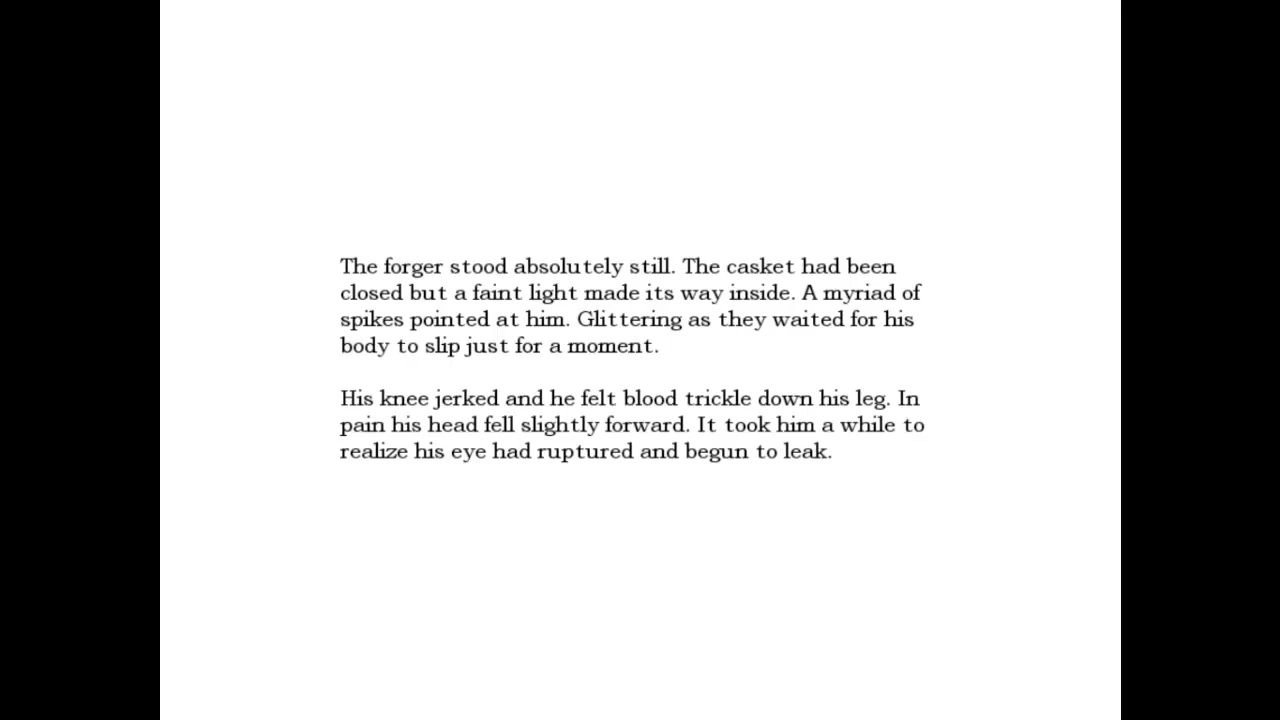 The forger stood absolutely still. The casket had been
closed but a faint light made its way inside. A myriad of
spikes pointed at him. Glittering as they waited for his
body to slip just for a moment.
His knee jerked and he felt blood trickle down his leg. In
pain his head fell slightly forward. It took him a while to
realize his eye had ruptured and begun to leak.